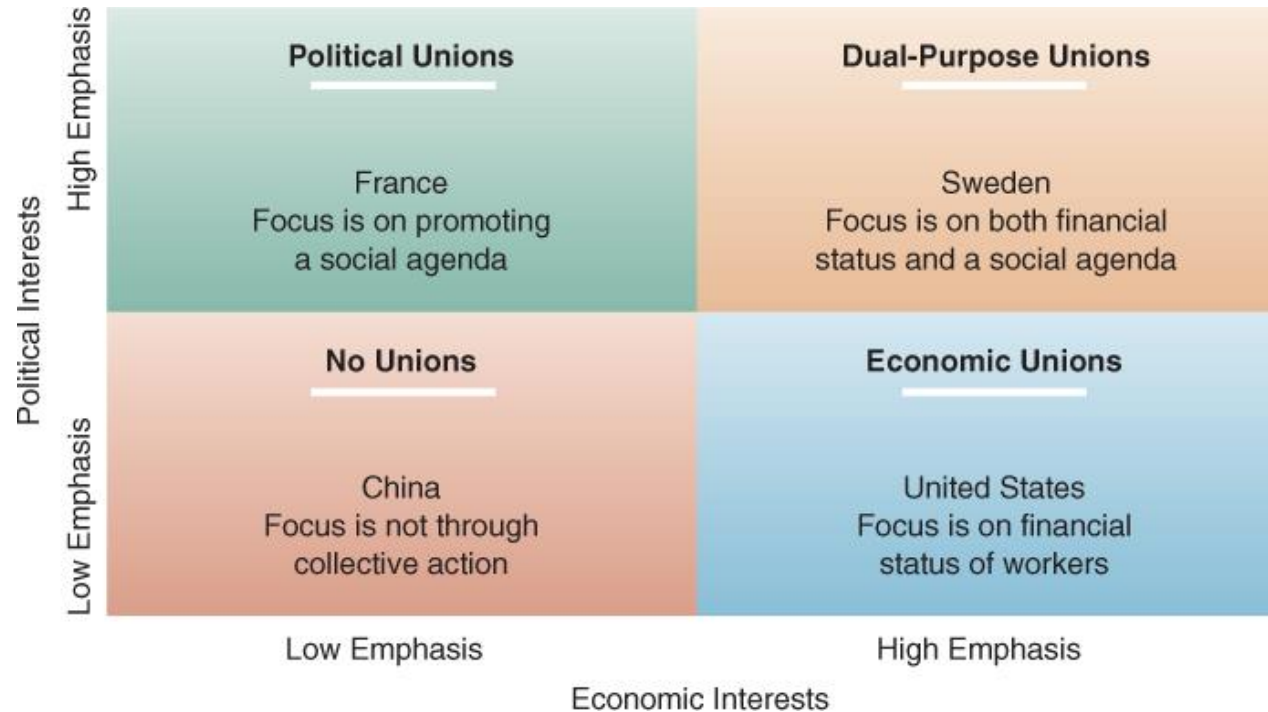 Political Interests
High Emphasis
Political Unions
France
Focus is on promoting
a social agenda
Dual-Purpose Unions
Sweden
Focus is on both financial
status and a social agenda
Low Emphasis
No Unions
China
Focus is not through
collective action
Economic Unions
United States
Focus is on financial
status of workers
Low Emphasis
High Emphasis
Economic Interests